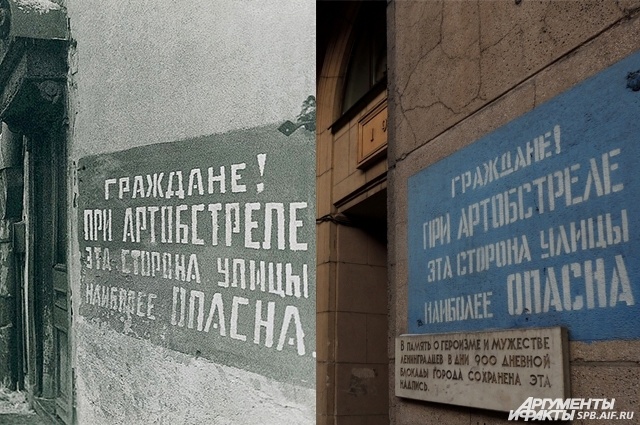 ГРАЖДАНЕ!
ПРИ АРТОБСТРЕЛЕ
ЭТА СТОРОНА УЛИЦЫ
НАИБОЛЕЕ ОПАСНА.
19
ГРАЖДАНЕ!
ПРИ АРТОБСТРЕЛЕ
ЭТА СТОРОНА УЛИЦЫ
НАИБОЛЕЕ ОПАСНА
В ПАМЯТЬ О ГЕРОИЗМЕ И МУЖЕСТВЕ
ЛЕНИНГРАДЦЕВ В ДНИ 900 ДНЕВНОЙ
БЛОКАДЫ ГОРОДА СОХРАНЕНА ЭТА
НАДПИСЬ.
АРГУМЕНТЫ
И ФАКТЫ SPB.AIF.RU